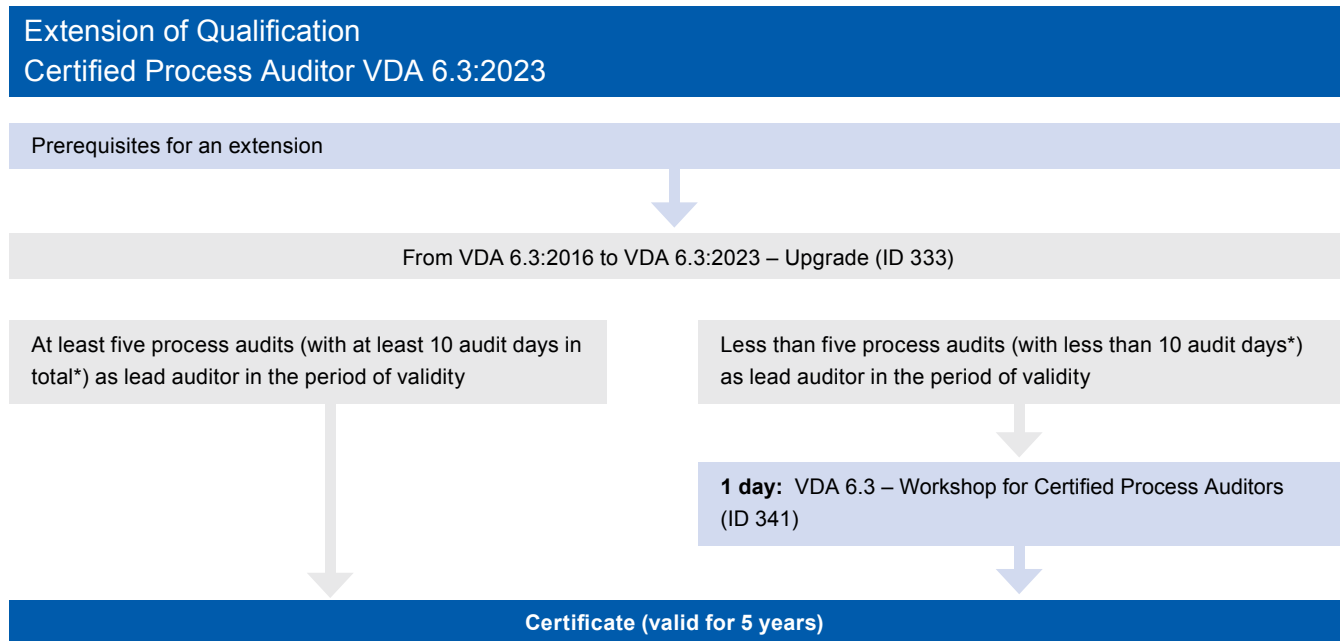 Extension of Qualification
Certified Process Auditor VDA 6.3:2023
Prerequisites for an extension
From VDA 6.3:2016 to VDA 6.3:2023 – Upgrade (ID 333)
At least five process audits (with at least 10 audit days in
total*) as lead auditor in the period of validity
Less than five process audits (with less than 10 audit days*)
as lead auditor in the period of validity
1 day: VDA 6.3 – Workshop for Certified Process Auditors
(ID 341)
Certificate (valid for 5 years)